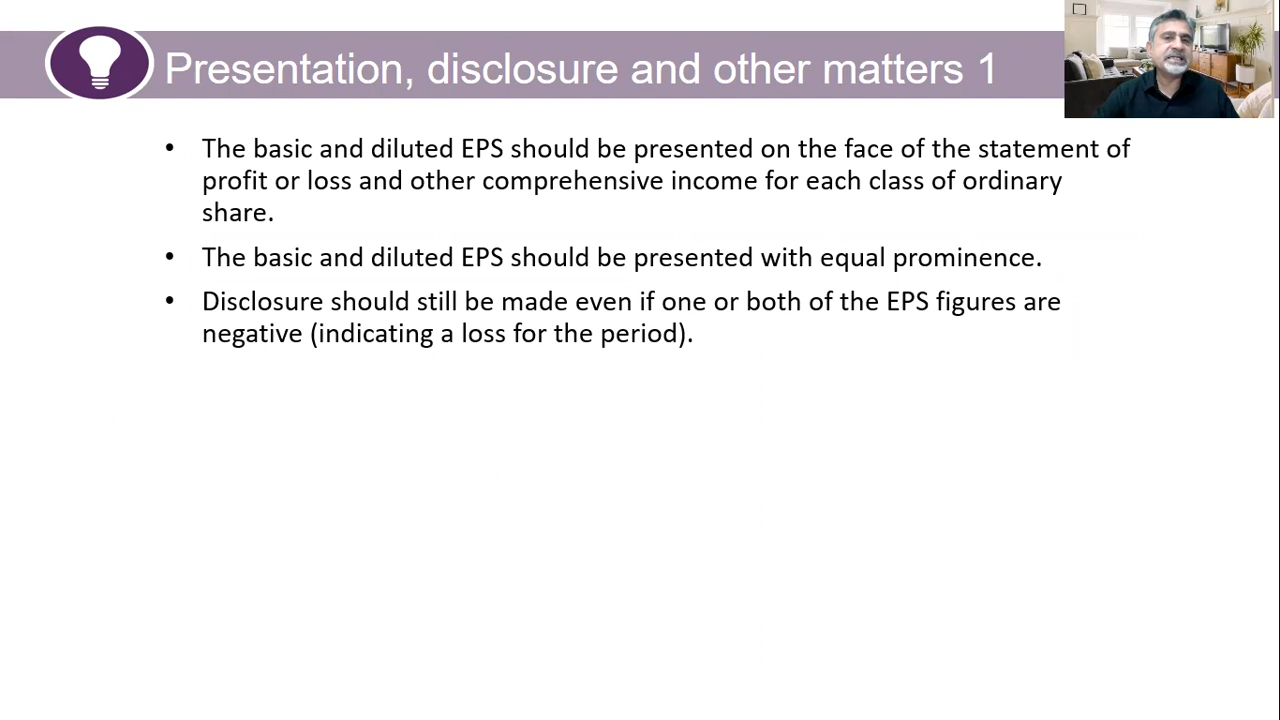 Presentation, disclosure and other matters 1
• The basic and diluted EPS should be presented on the face of the statement of
profit or loss and other comprehensive income for each class of ordinary
share.
• The basic and diluted EPS should be presented with equal prominence.
• Disclosure should still be made even if one or both of the EPS figures are
negative (indicating a loss for the period).